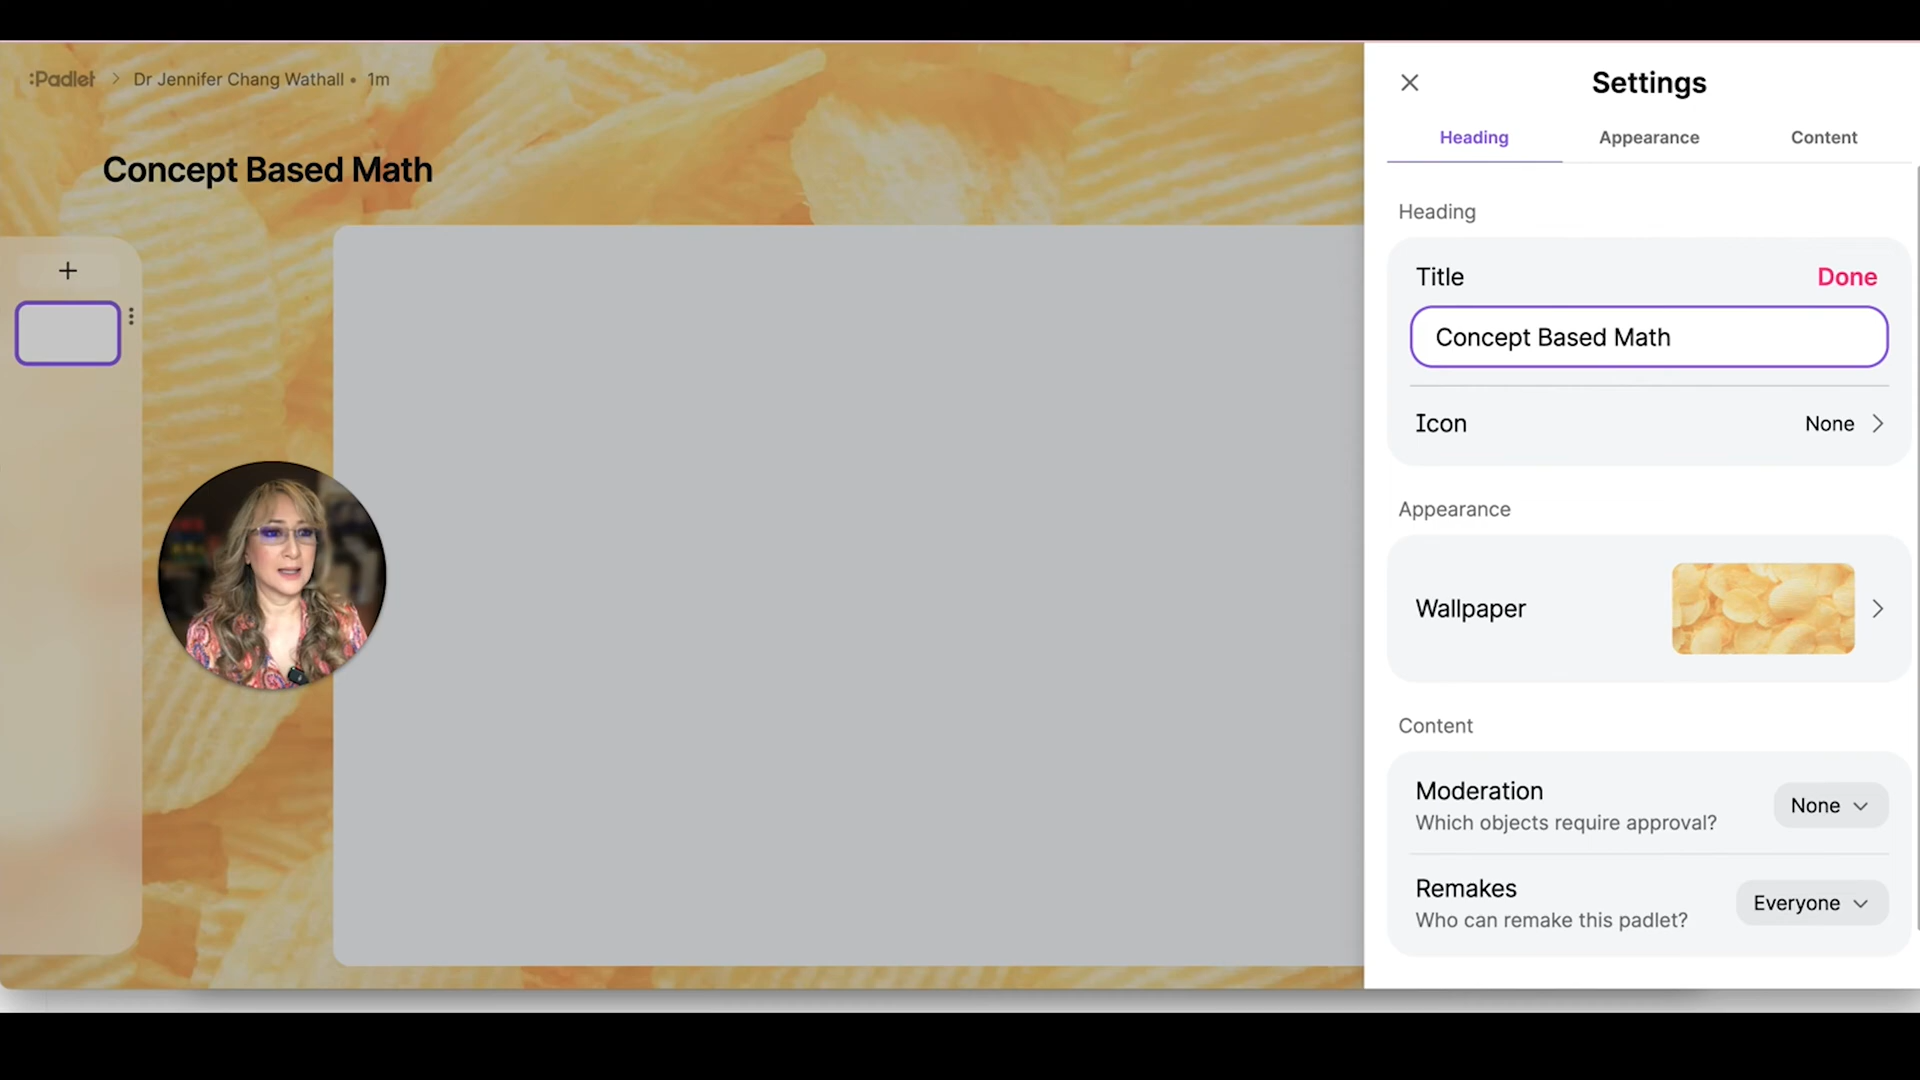 :Padlet > Dr Jennifer Chang Wathall • 1m
Concept Based Math
+
Settings
Heading Appearance Content
Heading
Title Done
Concept Based Math
Icon None
Appearance
Wallpaper
Content
Moderation
Which objects require approval?
None
Remakes
Who can remake this padlet?
Everyone